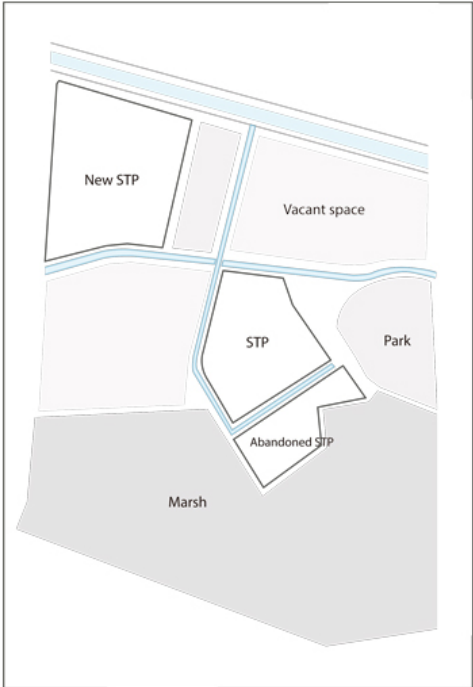 New STP
Vacant space
STP
Park
Abandoned STP
Marsh